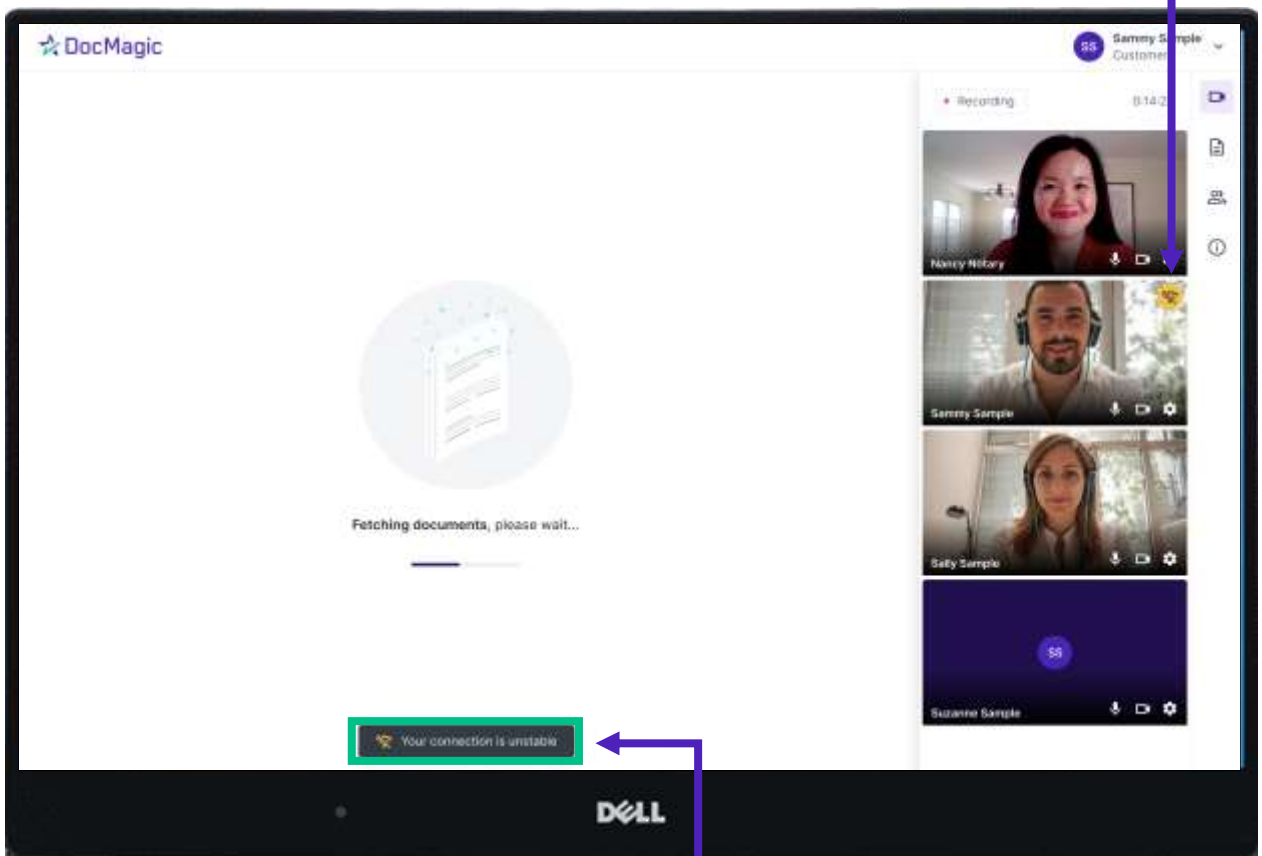 DocMagic
SS
Sammy Sample
Customer
Recording
Nancy Notary
Sammy Sample
Fetching documents, please wait...
Sally Sample
SS
Suzanne Sample
Your connection is unstable
DELL